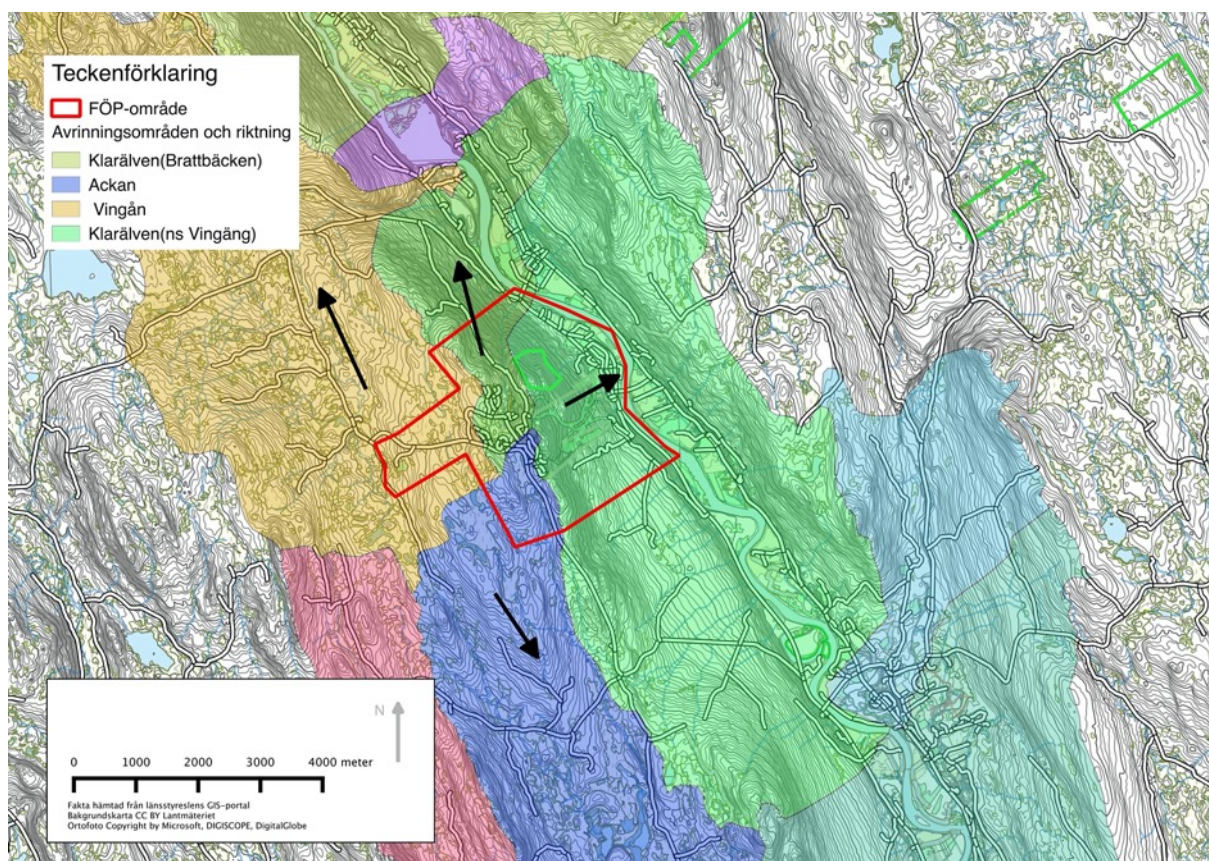 Teckenförklaring
FÖP-område
Avrinningsområden och riktning
Klarälven(Brattbäcken)
Ackan
Vingån
Klarälven(ns Vingäng)
N
0 1000 2000 3000 4000 meter
Fakta hämtad från länsstyreslens GIS-portal
Bakgrundskarta CC BY Lantmäteriet
Ortofoto Copyright by Microsoft, DIGISCOPE, DigitalGlobe